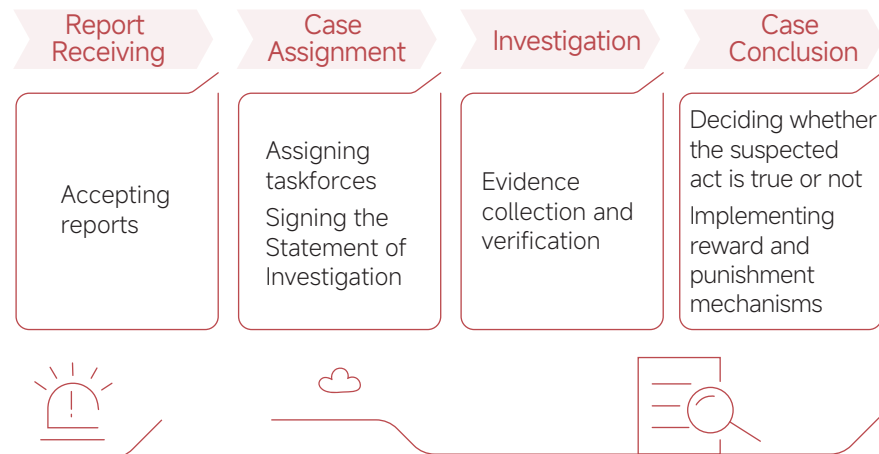 Report
Receiving
Case
Assignment
Investigation
Case
Conclusion
Accepting
reports
Assigning
taskforces
Signing the
Statement of
Investigation
Evidence
collection and
verification
Deciding whether
the suspected
act is true or not
Implementing
reward and
punishment
mechanisms